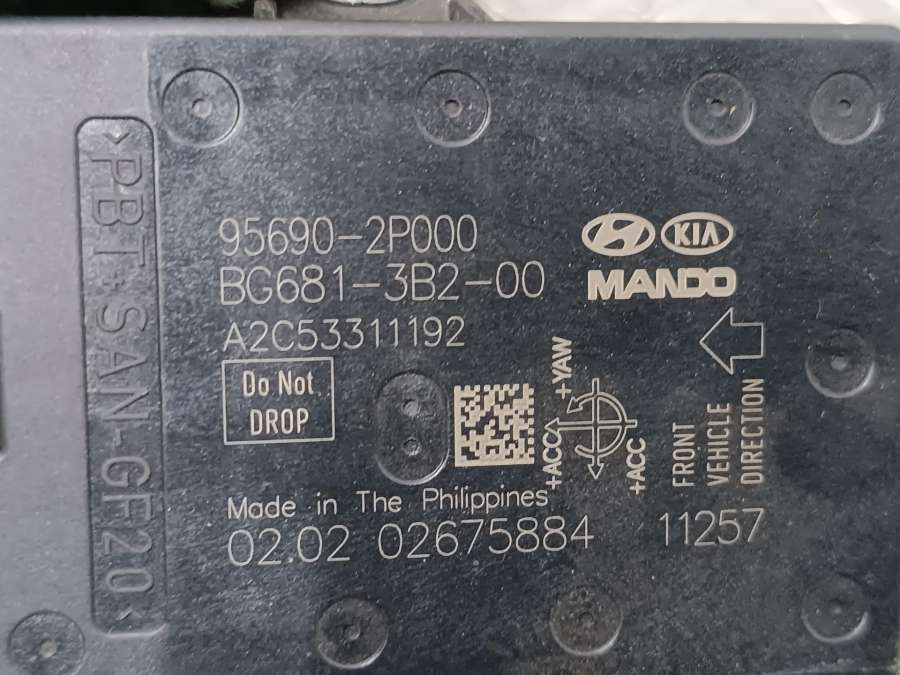 >PBT+SAN-GF20<
95690-2P000
BG681-3B2-00
A2C53311192
KIA
MANDO
Do Not
DROP
+YAW
+ACC
+ACC
FRONT
VEHICLE
DIRECTION
Made in The Philippines
02.02 02675884 11257